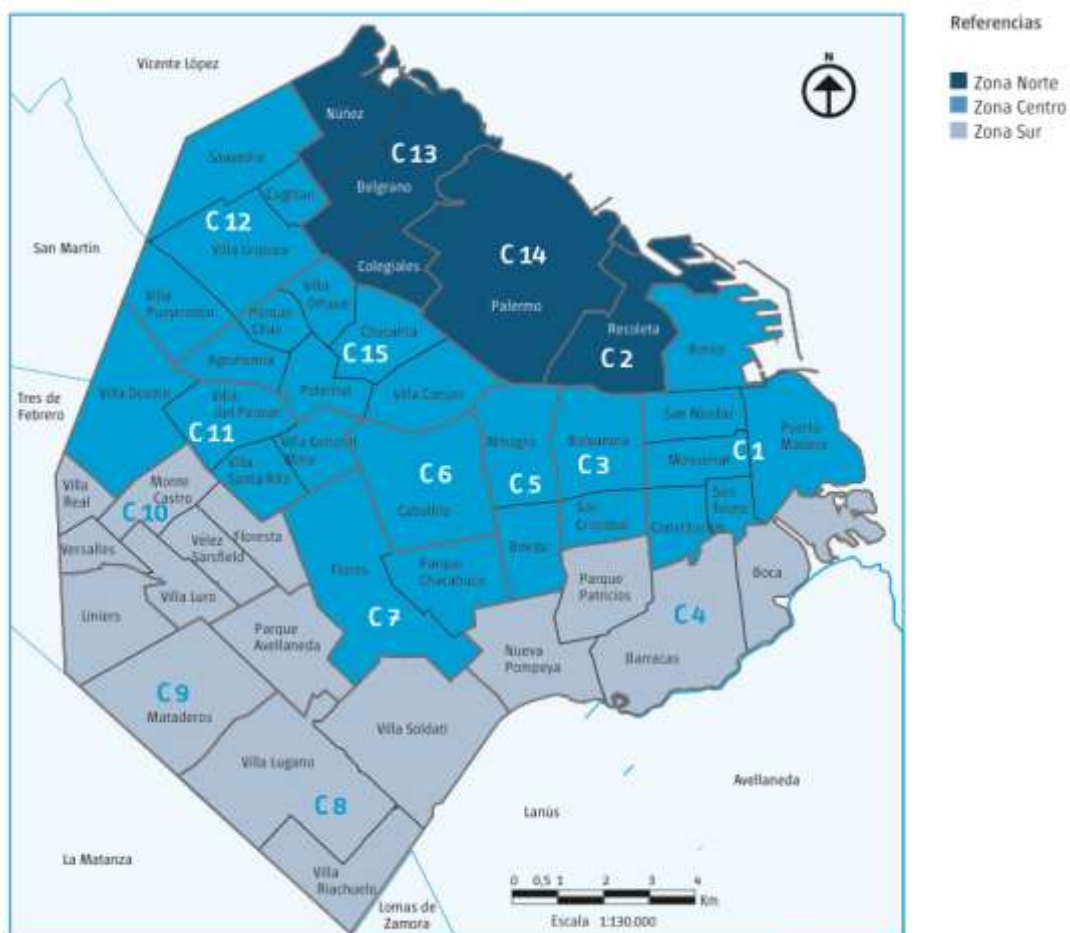 Referencias
Zona Norte
Zona Centro
Zona Sur
N
Vicente López
Núnez
C 13
Saavedra
Belgrano
Coghlan
C 12
San Martín
Villa Urquiza
C 14
Colegiales
Villa
Ortuzar
Villa
Pueyrredón
Palermo
Parque
Chas
Recoleta
Chacarita
Retiro
C 15
C 2
Agronomía
Paternal
Villa Crespo
Villa Devoto
Tres de
Febrero
Villa
del Parque
San Nicolás
Puerto
Madero
C 11
Villa General
Mitre
Almagro
Balvanera
Monserrat
C 1
Villa
Santa Rita
C 6
C 5
C 3
Villa
Real
Monte
Castro
Caballito
San
Telmo
C 10
San
Cristóbal
Constitución
Versalles
Velez
Sarsfield
Floresta
Boedo
Flores
Parque
Chacabuco
Boca
Parque
Patricios
Villa Luro
Liniers
C 7
C 4
Parque
Avellaneda
Nueva
Pompeya
Barracas
C 9
Mataderos
Villa Soldati
Villa Lugano
Avellaneda
C 8
Lanús
La Matanza
Villa
Riachuelo
0 0,5 1 2 3 4
Km
Lomas de
Zamora
Escala 1:130.000